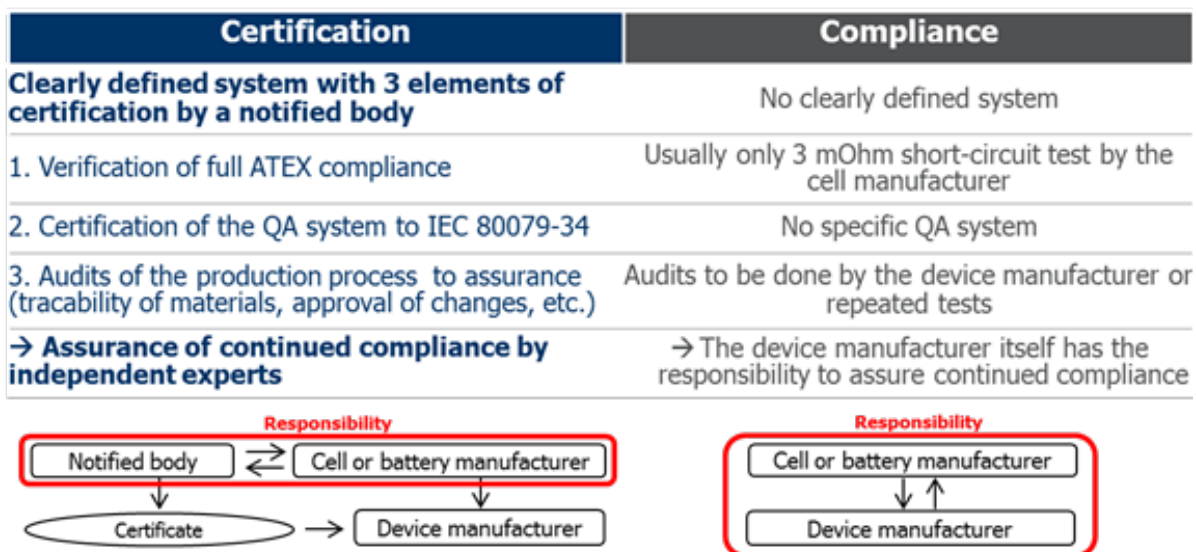 Certification
Compliance
Clearly defined system with 3 elements of
certification by a notified body
No clearly defined system
1. Verification of full ATEX compliance
Usually only 3 mOhm short-circuit test by the
cell manufacturer
2. Certification of the QA system to IEC 80079-34
No specific QA system
3. Audits of the production process to assurance
(tracability of materials, approval of changes, etc.)
Audits to be done by the device manufacturer or
repeated tests
→ Assurance of continued compliance by
independent experts
→ The device manufacturer itself has the
responsibility to assure continued compliance
Responsibility
Notified body
Cell or battery manufacturer
Certificate
Device manufacturer
Responsibility
Cell or battery manufacturer
Device manufacturer